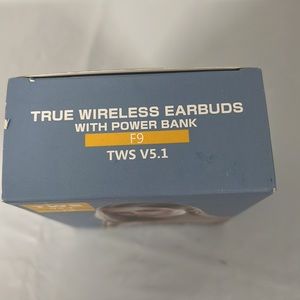 TRUE WIRELESS EARBUDS
WITH POWER BANK
F9
TWS V5.1